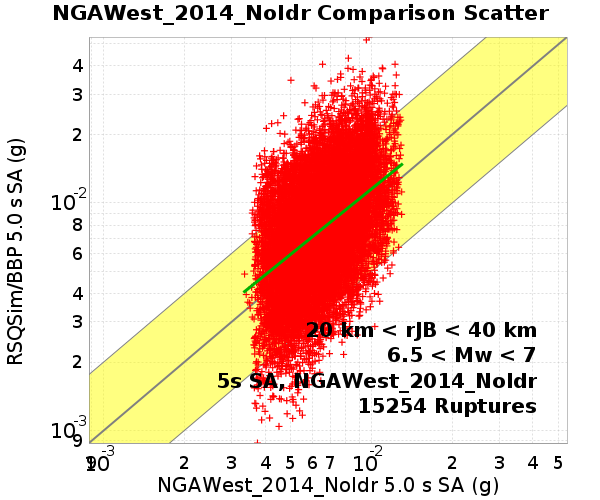 NGAWest_2014_NoIdr Comparison Scatter
RSQSim/BBP 5.0 s SA (g)
4
3
2
10-2
8
6
4
3
2
10-3
9
20 km < rJB < 40 km
6.5 < Mw < 7
5s SA, NGAWest_2014_NoIdr
15254 Ruptures
9 10-3 2 3 4 5 6 7 10-2 2 3 4 5
NGAWest_2014_NoIdr 5.0 s SA (g)